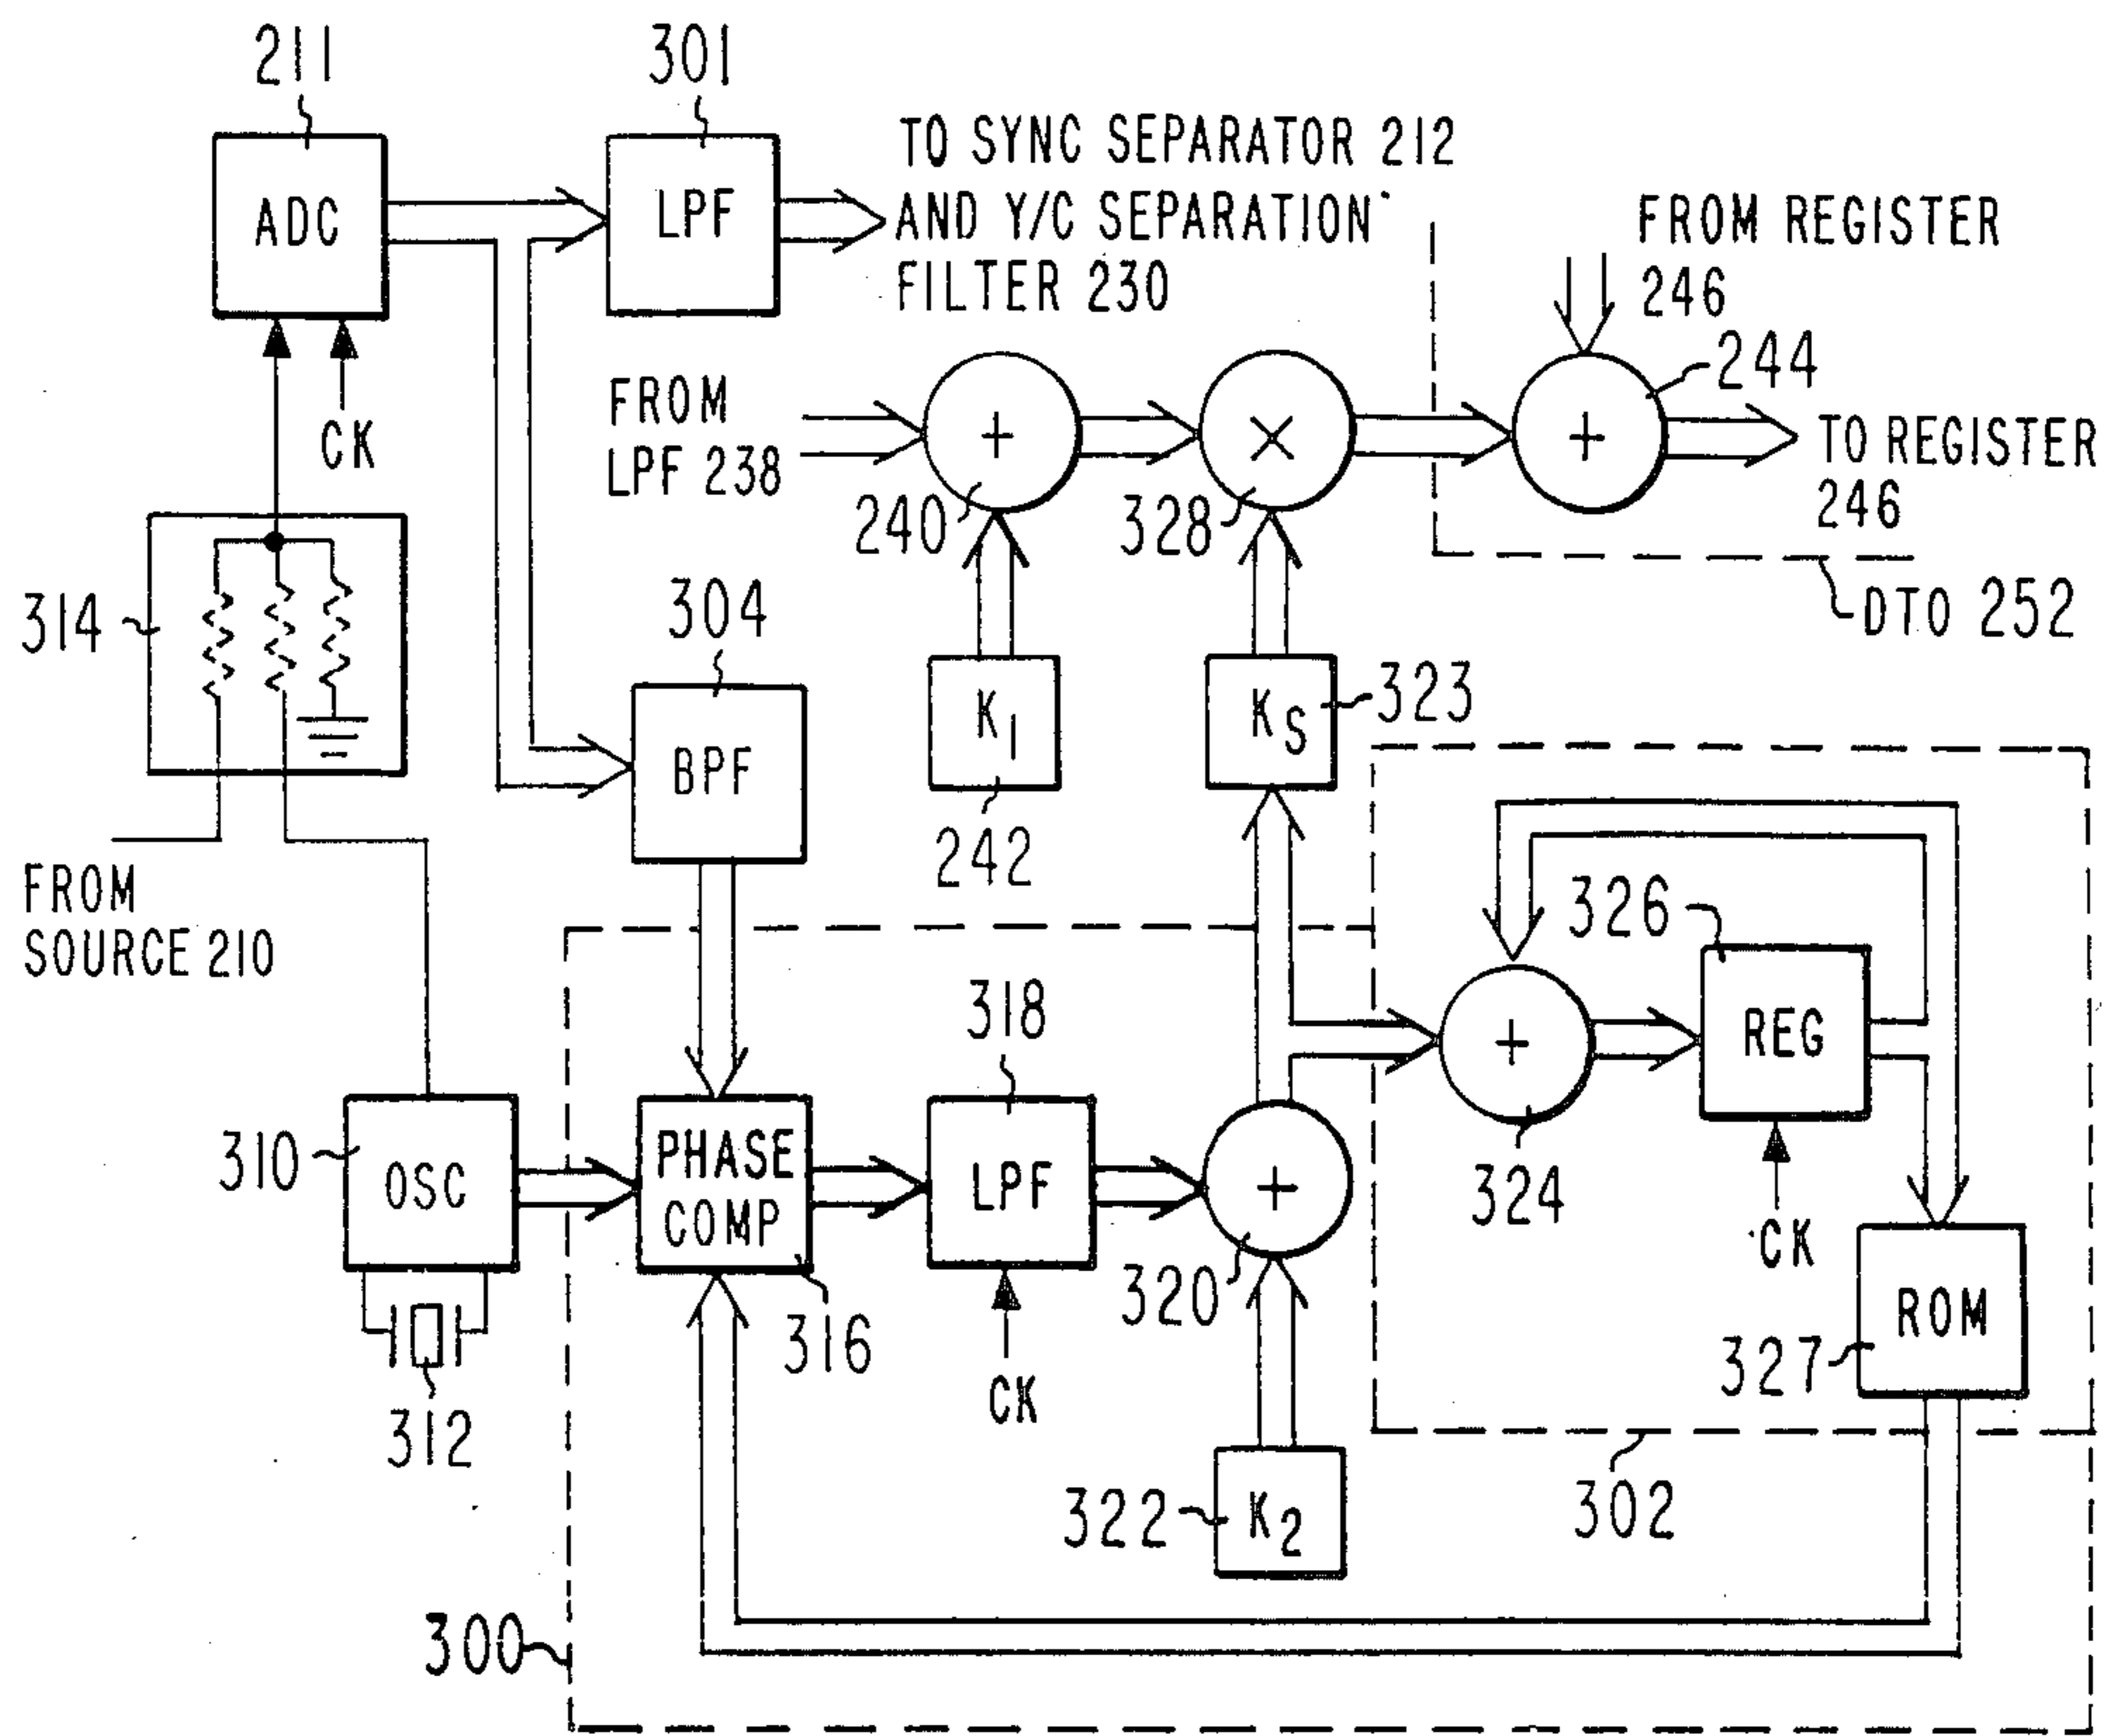 211
301
ADC
LPF
TO SYNC SEPARATOR 212
AND Y/C SEPARATION
FILTER 230
CK
FROM REGISTER
246
244
FROM
LPF 238
+
×
+
TO REGISTER
246
240
328
DTO 252
314
304
BPF
K1
242
KS
323
FROM
SOURCE 210
326
REG
+
324
CK
318
310
OSC
PHASE
COMP
LPF
+
320
316
CK
312
ROM
327
322
K2
302
300